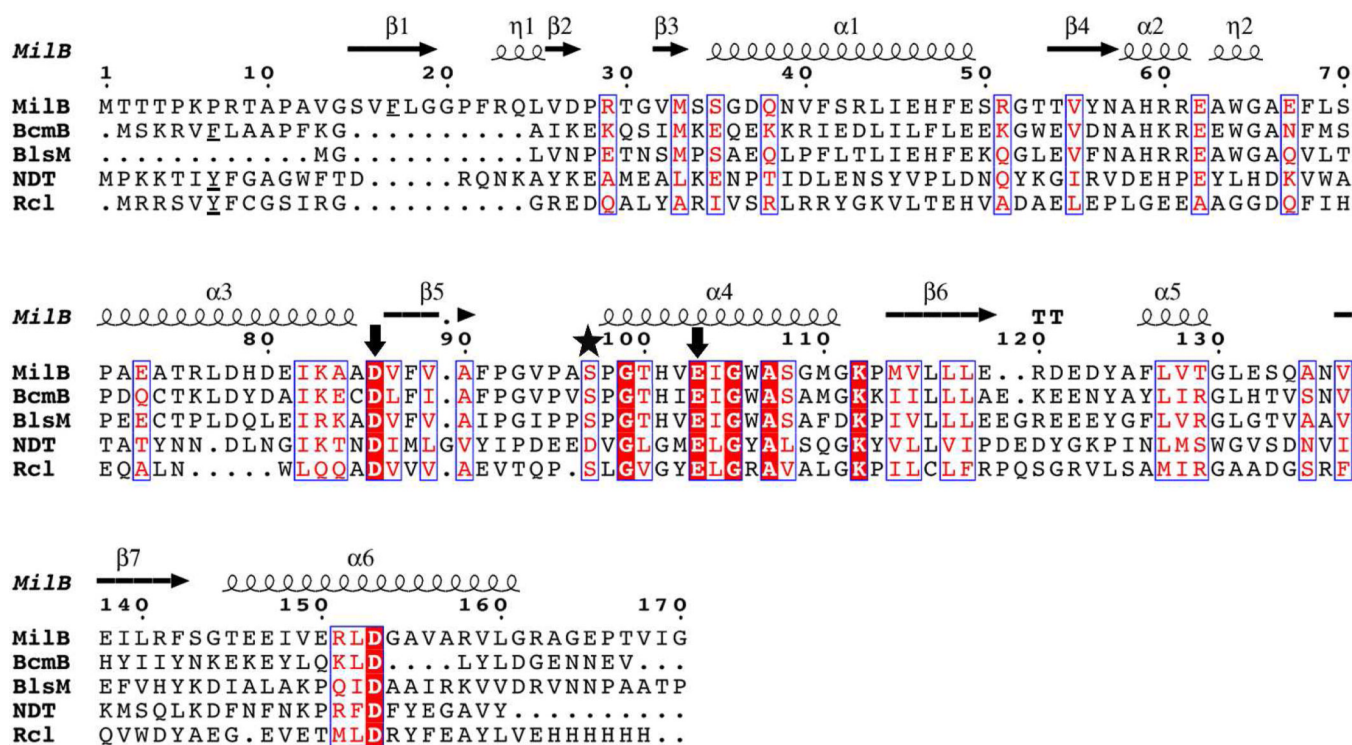 β1 η1 β2 β3 α1 β4 α2 η2
MilB
1 10 20 30 40 50 60 70
MilB MTTTPKPRTAPAVGSVFLGGPFRQLVDPRTGVMSSGDQNVFSRLIEHFESRGTTVYNAHRREAWGAEFLS
BcmB .MSKRVFLAAPFKG..........AIKEKQSIMKEQEKKRIEDLILFLEEKGWEVDNAHKREEWGANFMS
BlsM ............MG..........LVNPETNSMPSAEQLPFLTLIEHFEKQGLEVFNAHRREAWGAQVLT
NDT MPKKTIYFGAGWFTD.....RQNKAYKEAMEALKENPTIDLENSYVPLDNQYKGIRVDEHPEYLHDKVWA
Rcl .MRRSVYFCGSIRG..........GREDQALYARIVSRLRRYGKVLTEHVADAELEPLGEEAAGGDQFIH
α3 β5 α4 β6 α5
MilB . TT
80 90 100 110 120 130
MilB PAEATRLDHDEIKAADVFV.AFPGVPASPGTHVEIGWASGMGKPMVLLLE..RDEDYAFLVTGLESQANV
BcmB PDQCTKLDYDAIKECDLFI.AFPGVPVSPGTHIEIGWASAMGKKIILLLAE.KEENYAYLIRGLHTVSNV
BlsM PEECTPLDQLEIRKADVFV.AFPGIPPSPGTHVEIGWASAFDKPIVLLLEEGREEEYGFLVRGLGTVAAV
NDT TATYNN.DLNGIKTNDIMLGVYIPDEEDVGLGMELGYALSQGKYVLLVIPDEDYGKPINLMSWGVSDNVI
Rcl EQALN.....WLQQADVVV.AEVTQP.SLGVGYELGRAVALGKPILCLFRPQSGRVLSAMIRGAADGSRF
β7 α6
MilB
140 150 160 170
MilB EILRFSGTEEIVERLDGAVARVLGRAGEPTVIG
BcmB HYIIYNKEKEYLQKLD....LYLDGENNEV...
BlsM EFVHYKDIALAKPQIDAAIRKVVDRVNNPAATP
NDT KMSQLKDFNFNKPRFDFYEGAVY..........
Rcl QVWDYAEG.EVETMLDRYFEAYLVEHHHHHH..